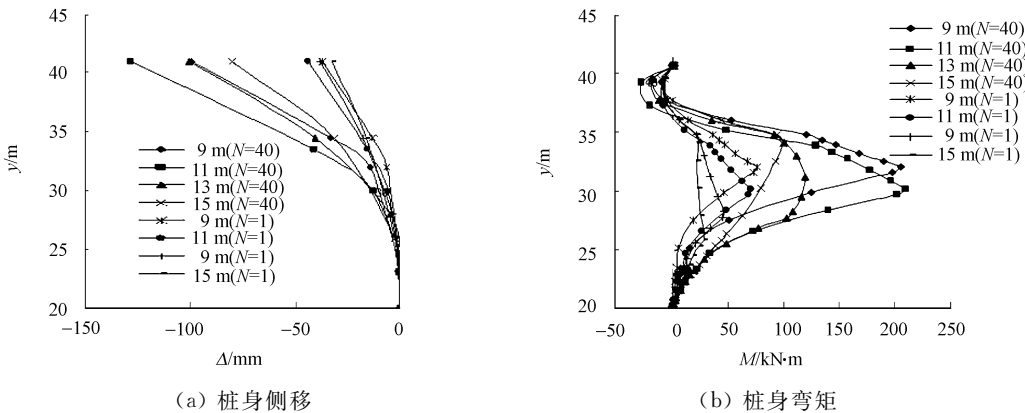 45
40
35
30
25
20
y/m
−150
−100
−50
0
Δ/mm
9 m(N=40)
11 m(N=40)
13 m(N=40)
15 m(N=40)
9 m(N=1)
11 m(N=1)
9 m(N=1)
15 m(N=1)
(a) 桩身侧移
45
40
35
30
25
20
y/m
−50
0
50
100
150
200
250
M/kN•m
9 m(N=40)
11 m(N=40)
13 m(N=40)
15 m(N=40)
9 m(N=1)
11 m(N=1)
9 m(N=1)
15 m(N=1)
(b) 桩身弯矩